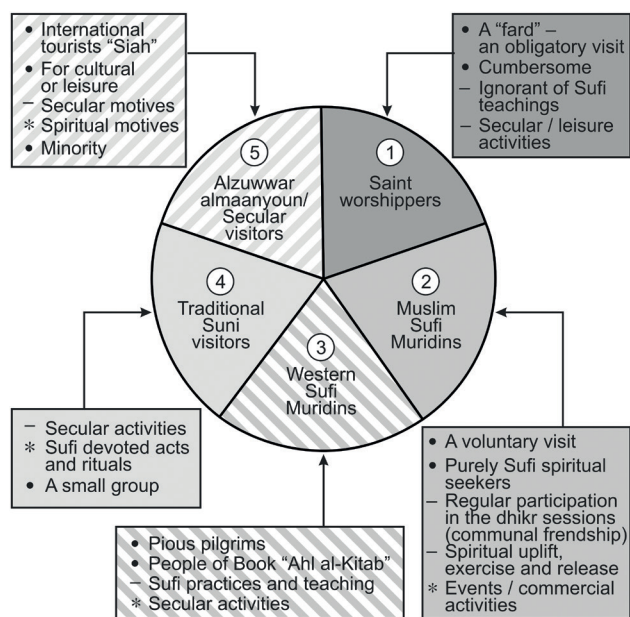 • International
tourists “Siah”
• For cultural
or leisure
– Secular motives
* Spiritual motives
• Minority
• A “fard” –
an obligatory visit
• Cumbersome
– Ignorant of Sufi
teachings
– Secular / leisure
activities
5
Alzuwwar
almaanyoun/
Secular
visitors
1
Saint
worshippers
4
Traditional
Suni
visitors
2
Muslim
Sufi
Muridins
3
Western
Sufi
Muridins
– Secular activities
* Sufi devoted acts
and rituals
• A small group
• A voluntary visit
• Purely Sufi spiritual
seekers
– Regular participation
in the dhikr sessions
(communal frendship)
– Spiritual uplift,
exercise and release
* Events / commercial
activities
• Pious pilgrims
• People of Book “Ahl al-Kitab”
– Sufi practices and teaching
* Secular activities